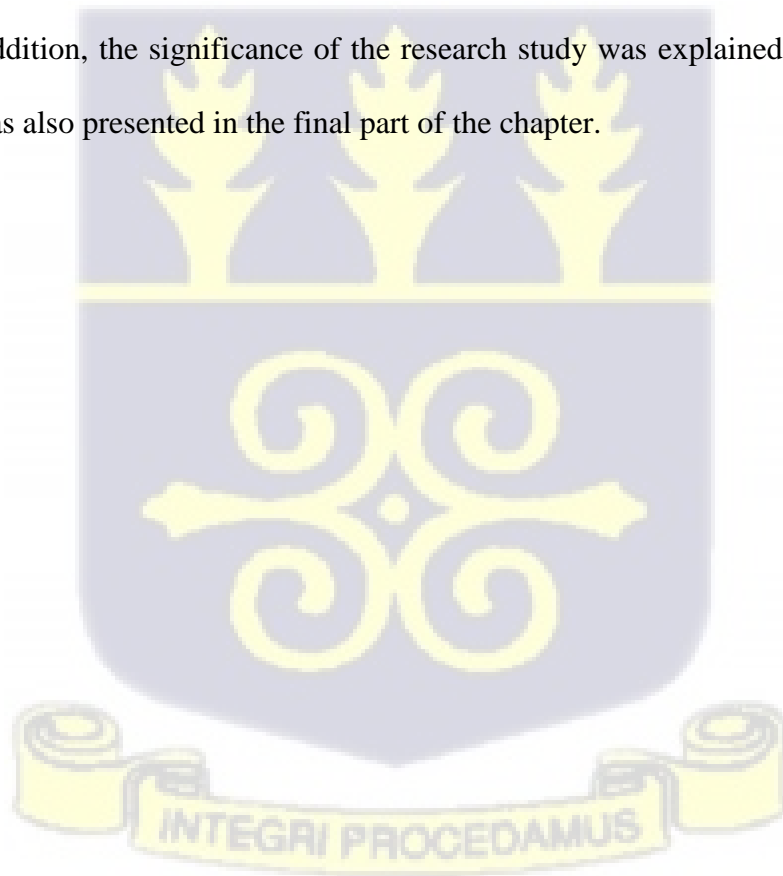 ddition, the significance of the research study was explained
as also presented in the final part of the chapter.
INTEGRI PROCEDAMUS